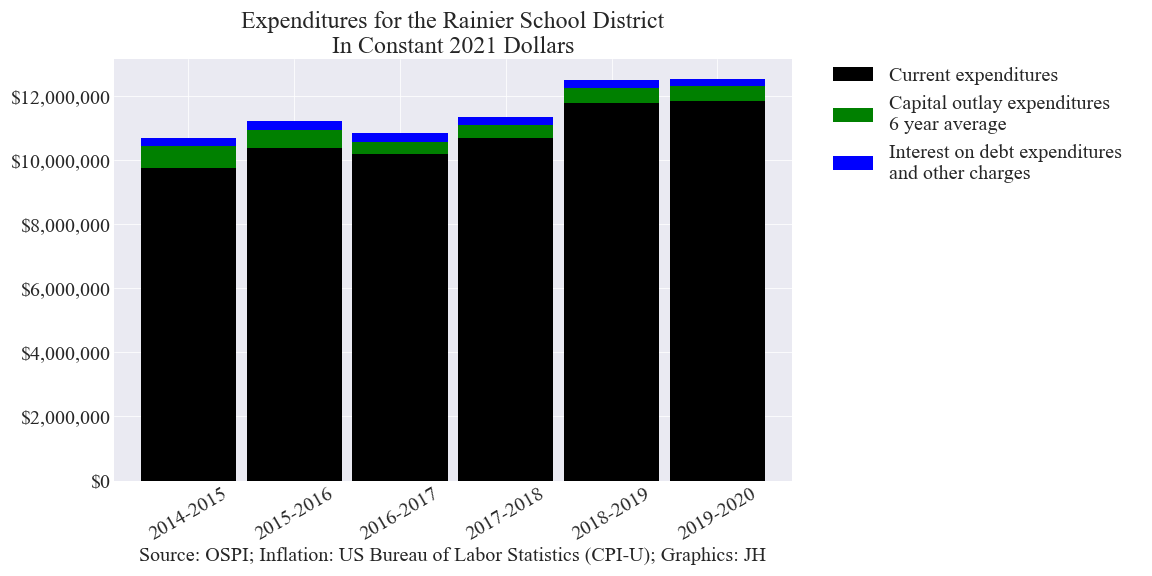 Expenditures for the Rainier School District
In Constant 2021 Dollars
$12,000,000
$10,000,000
$8,000,000
$6,000,000
$4,000,000
$2,000,000
$0
2014-2015
2015-2016
2016-2017
2017-2018
2018-2019
2019-2020
Source: OSPI; Inflation: US Bureau of Labor Statistics (CPI-U); Graphics: JH
Current expenditures
Capital outlay expenditures
6 year average
Interest on debt expenditures
and other charges